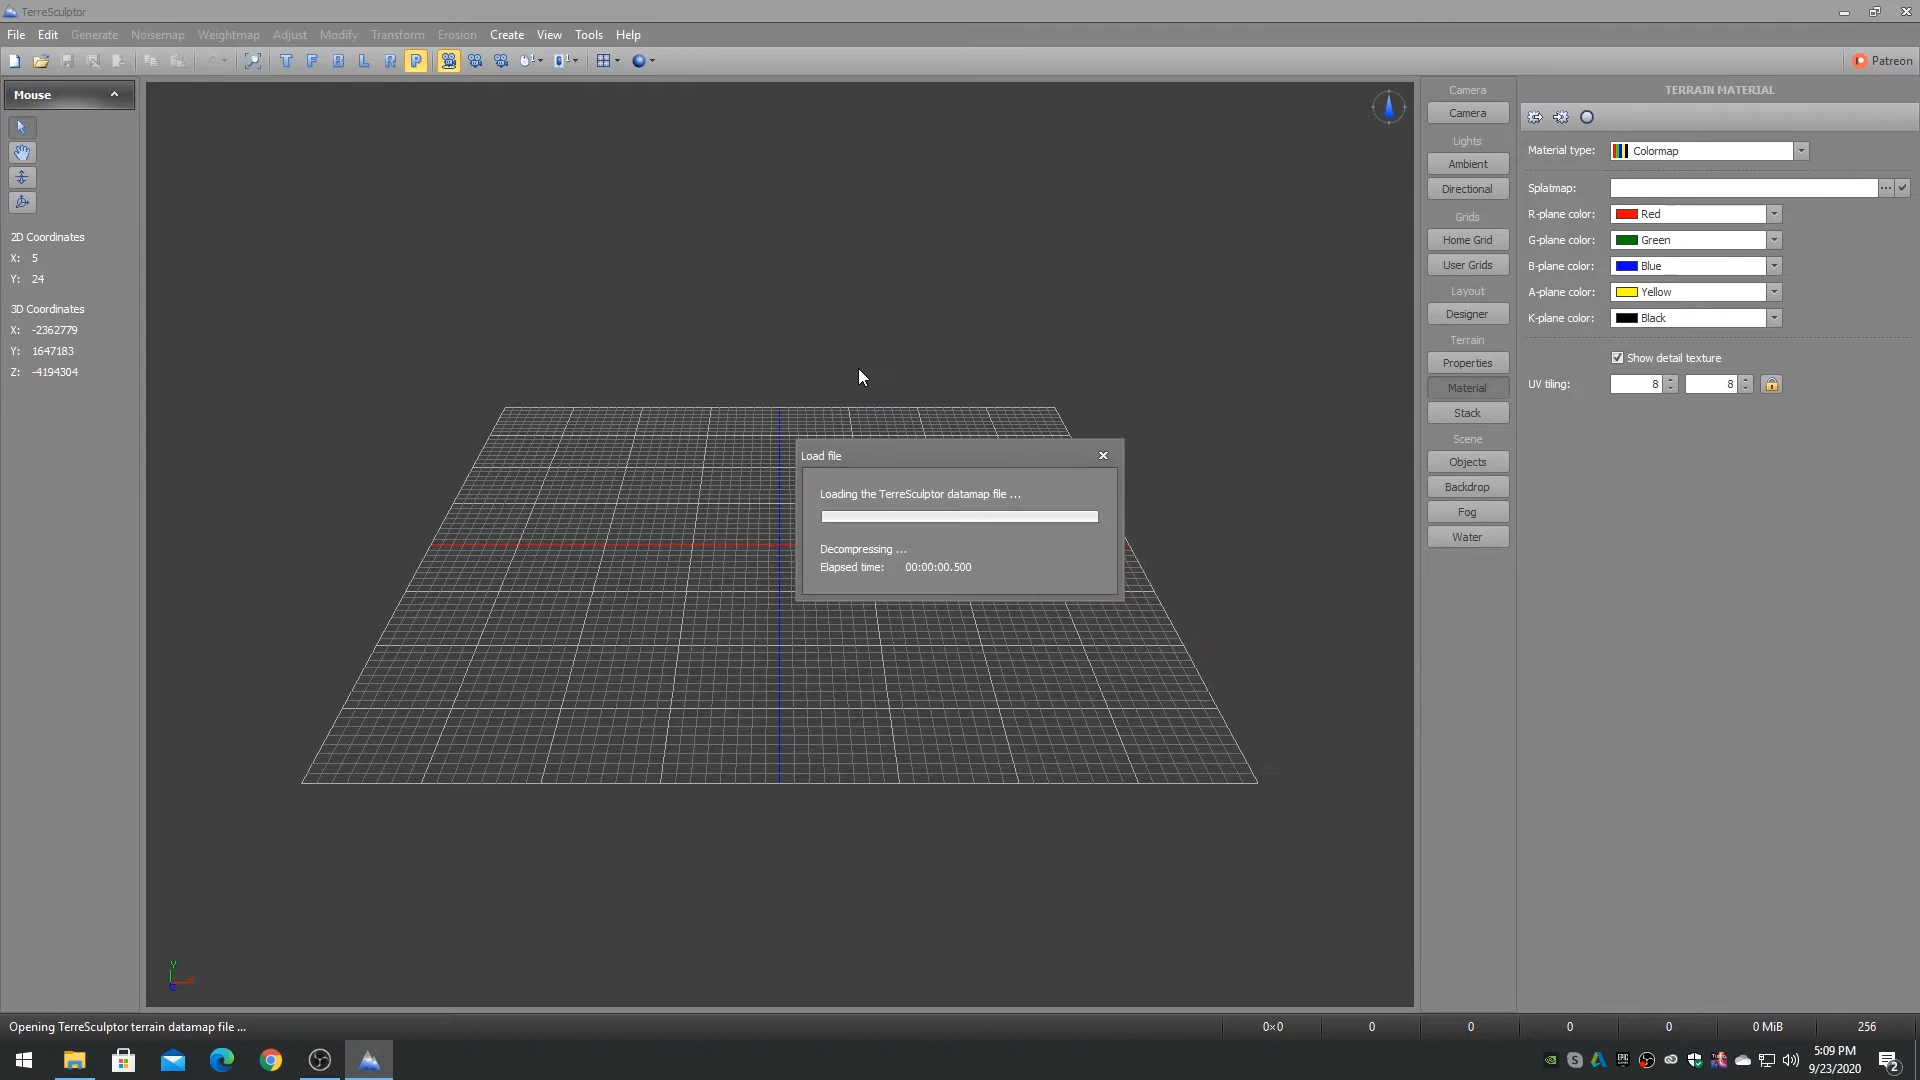 TerreSculptor
File Edit Generate Noisemap Weightmap Adjust Modify Transform Erosion Create View Tools Help
T F B L R P 1 1 Patreon
Mouse
2D Coordinates
X: 5
Y: 24
3D Coordinates
X: -2362779
Y: 1647183
Z: -4194304
Load file
Loading the TerreSculptor datamap file ...
Decompressing ...
Elapsed time: 00:00:00.500
Y
Camera
Camera
Lights
Ambient
Directional
Grids
Home Grid
User Grids
Layout
Designer
Terrain
Properties
Material
Stack
Scene
Objects
Backdrop
Fog
Water
TERRAIN MATERIAL
Material type: Colormap
Splatmap: ...
R-plane color: Red
G-plane color: Green
B-plane color: Blue
A-plane color: Yellow
K-plane color: Black
Show detail texture
UV tiling: 8 8
Opening TerreSculptor terrain datamap file ... 0×0 0 0 0 0 0 MiB 256
5:09 PM
9/23/2020
2